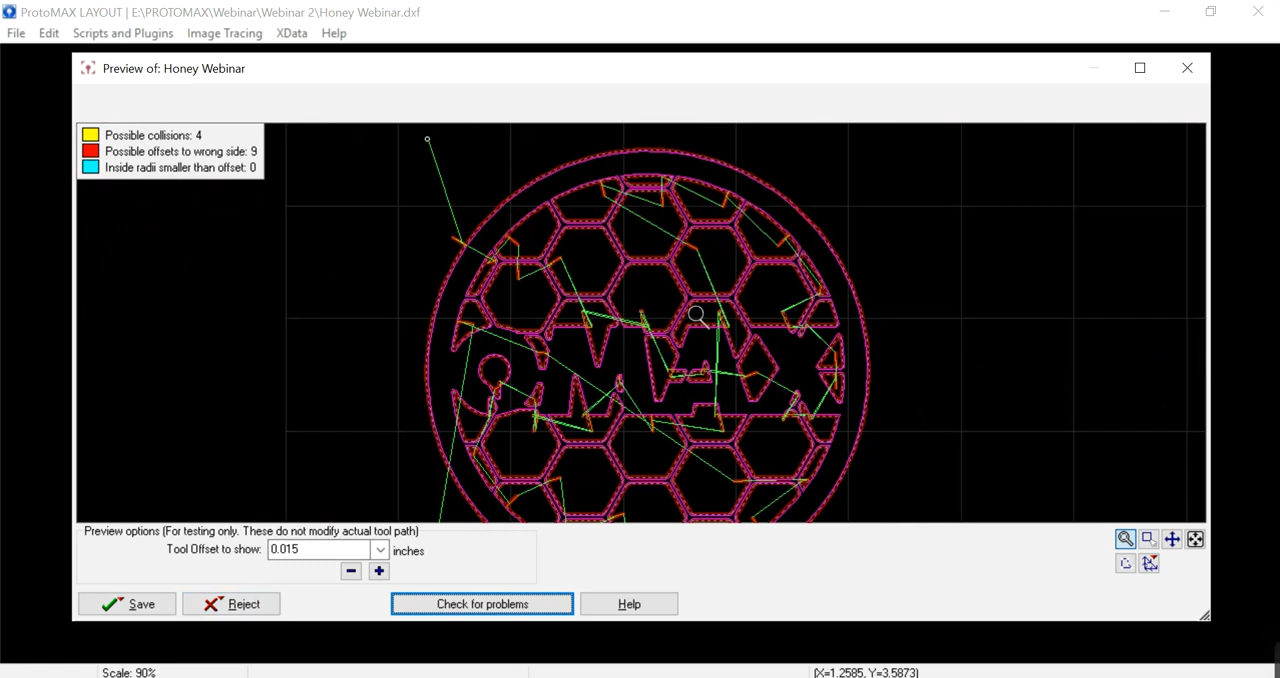 ProtoMAX LAYOUT | E:\PROTOMAX\Webinar\Webinar 2\Honey Webinar.dxf
File Edit Scripts and Plugins Image Tracing XData Help
Preview of: Honey Webinar
Possible collisions: 4
Possible offsets to wrong side: 9
Inside radii smaller than offset: 0
Preview options (For testing only. These do not modify actual tool path)
Tool Offset to show: 0.015 inches
Save Reject Check for problems Help
Scale: 90% (X=1.2585, Y=3.5873)